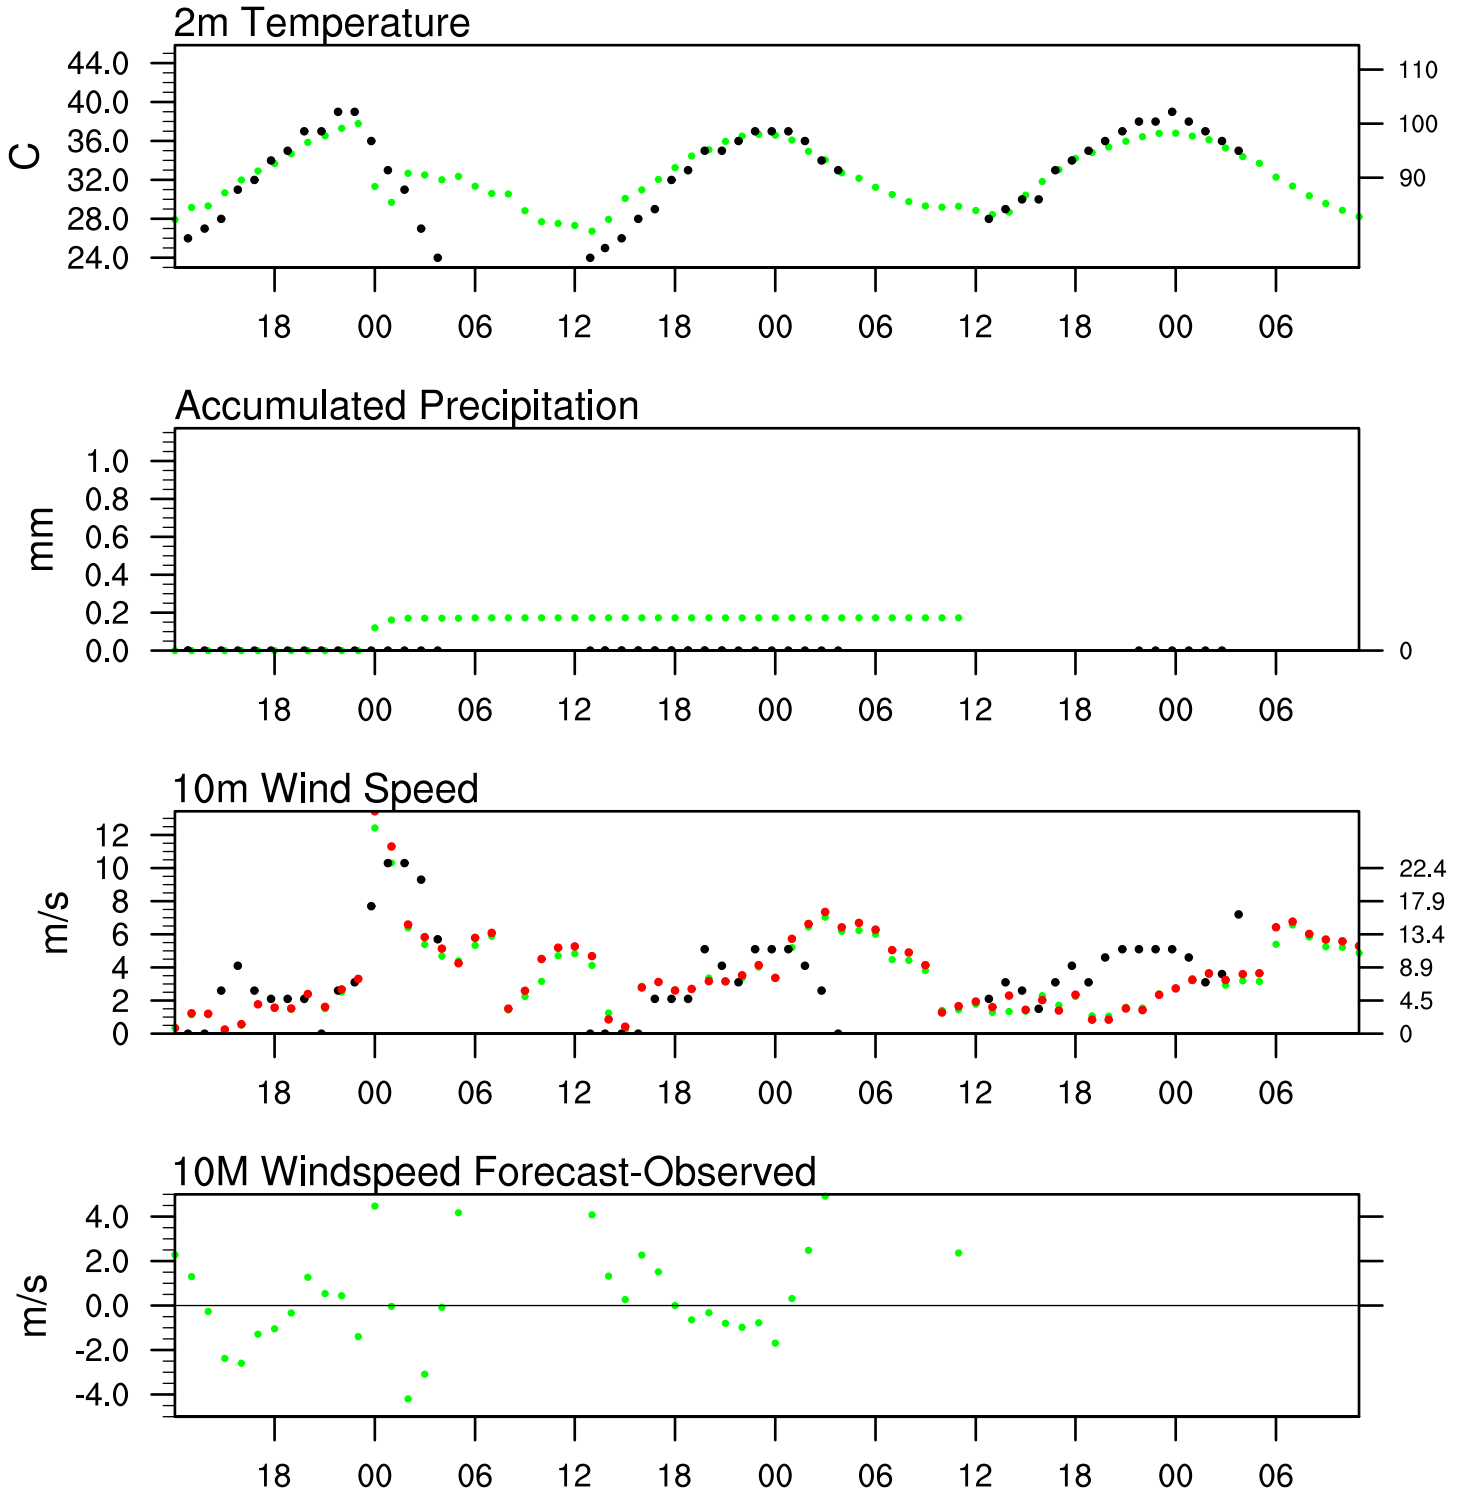 2m Temperature
44.0
40.0
36.0
32.0
28.0
24.0
C
110
100
90
18 00 06 12 18 00 06 12 18 00 06
Accumulated Precipitation
1.0
0.8
0.6
0.4
0.2
0.0
mm
0
18 00 06 12 18 00 06 12 18 00 06
10m Wind Speed
12
10
8
6
4
2
0
m/s
22.4
17.9
13.4
8.9
4.5
0
18 00 06 12 18 00 06 12 18 00 06
10M Windspeed Forecast-Observed
4.0
2.0
0.0
-2.0
-4.0
m/s
18 00 06 12 18 00 06 12 18 00 06